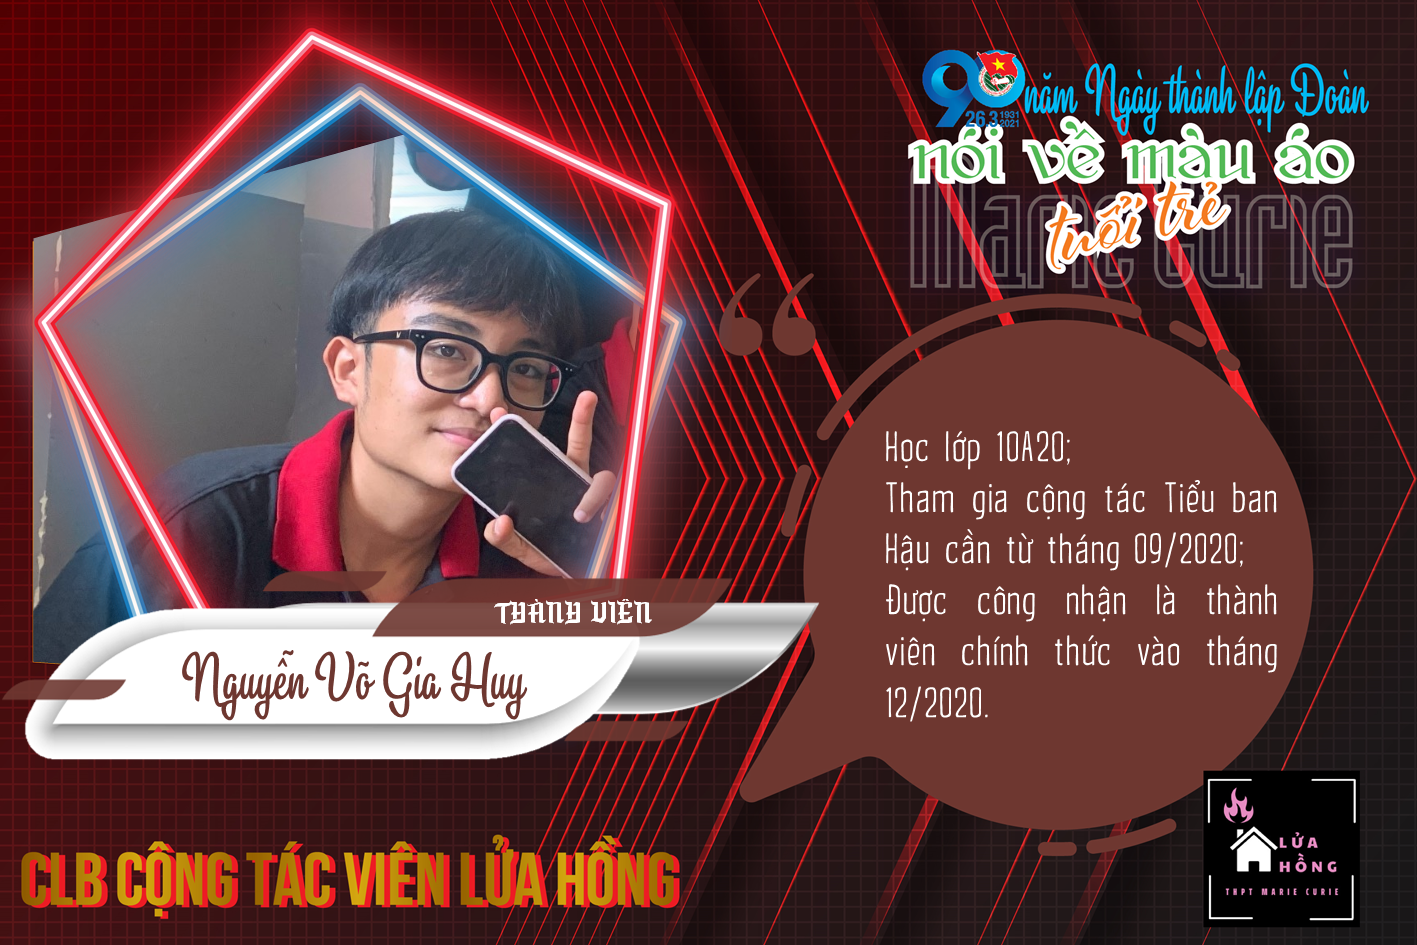 90 năm Ngày thành lập Đoàn
26.3 1931 2021
nói về màu áo
tuổi trẻ
Marie Curie
Học lớp 10A20;
Tham gia cộng tác Tiểu ban
Hậu cần từ tháng 09/2020;
Được công nhận là thành
viên chính thức vào tháng
12/2020.
THÀNH VIÊN
Nguyễn Võ Gia Huy
CLB CỘNG TÁC VIÊN LỬA HỒNG
LỬA
HỒNG
THPT MARIE CURIE